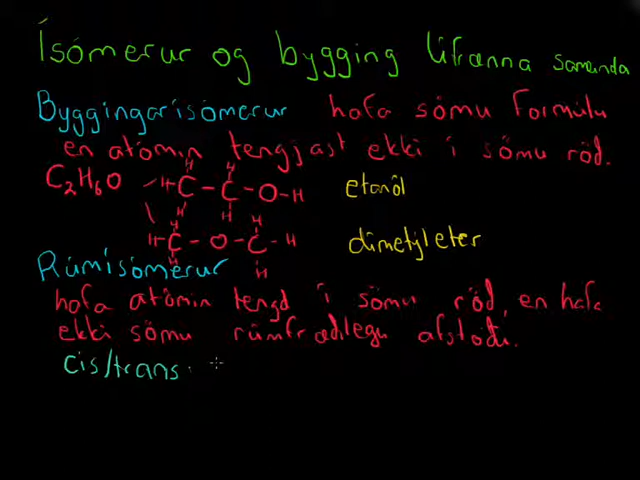 Ísómerur og bygging lífrænna samanda
Byggingarísómerur hafa sömu formúlu
en atómin tengjast ekki í sömu röð.
C₂H₆O
H H
H-C-C-O-H etanól
H H
H H
H-C-O-C-H dímetýleter
H H
Rúmísómerur
hafa atómin tengd í sömu röð, en hafa
ekki sömu rúmfræðilegu afstöðu.
cis/trans.